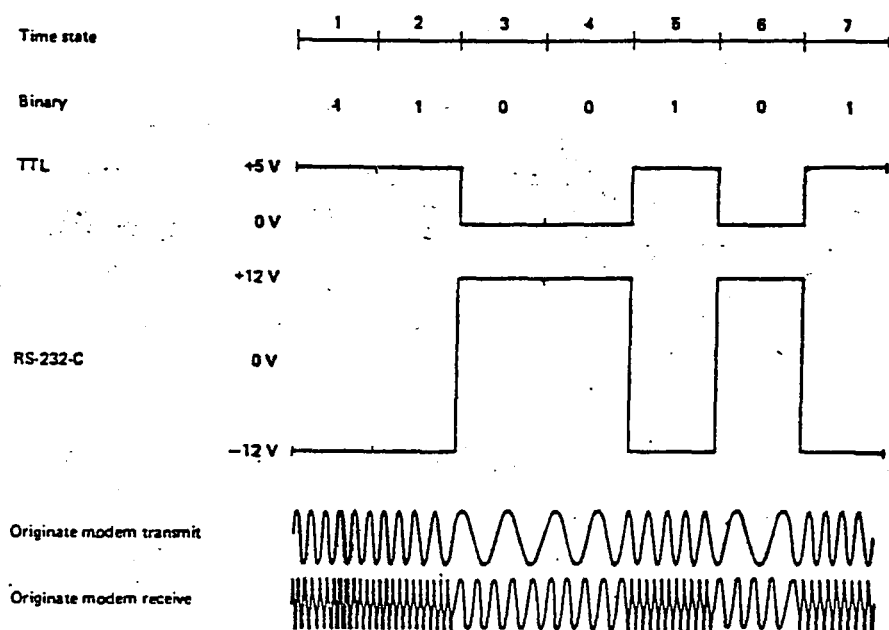 Time state 1 2 3 4 5 6 7
Binary 1 1 0 0 1 0 1
TTL +5 V
0 V
+12 V
RS-232-C 0 V
−12 V
Originate modem transmit
Originate modem receive